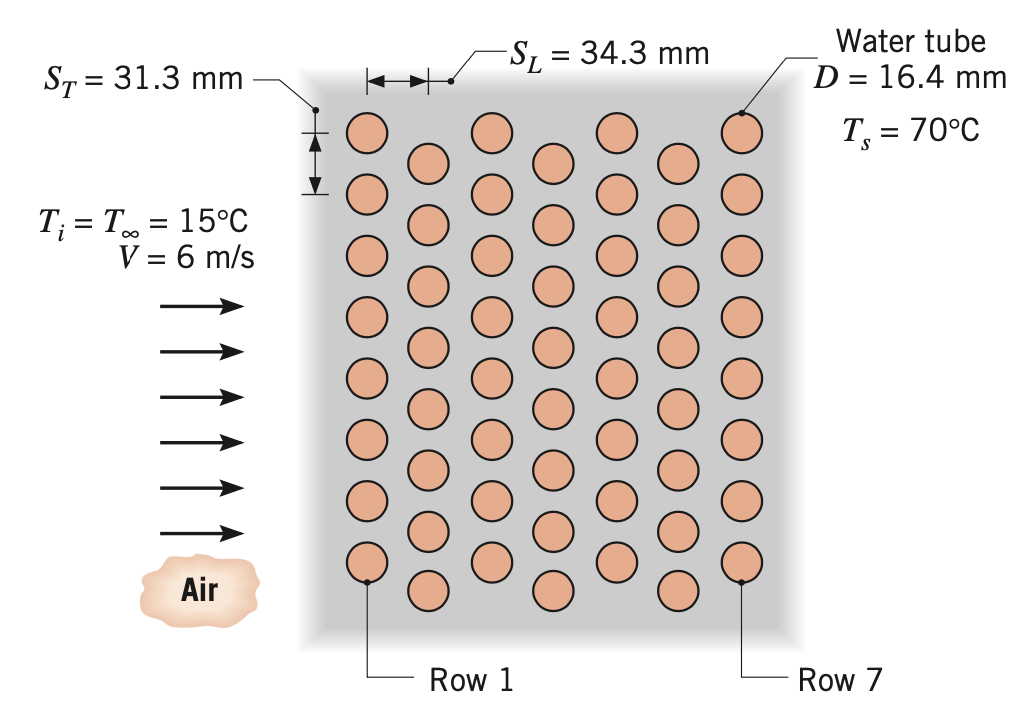 S_L = 34.3 mm
Water tube
D = 16.4 mm
S_T = 31.3 mm
T_s = 70°C
T_i = T_∞ = 15°C
V = 6 m/s
Air
Row 1
Row 7